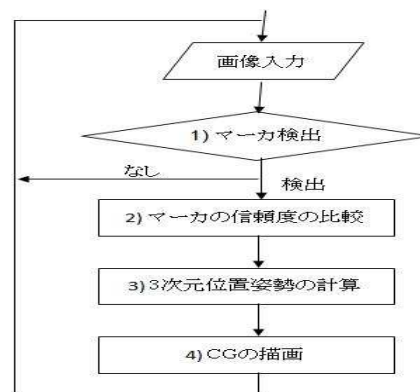 画像入力
1) マーカ検出
なし
検出
2) マーカの信頼度の比較
3) 3次元位置姿勢の計算
4) CGの描画